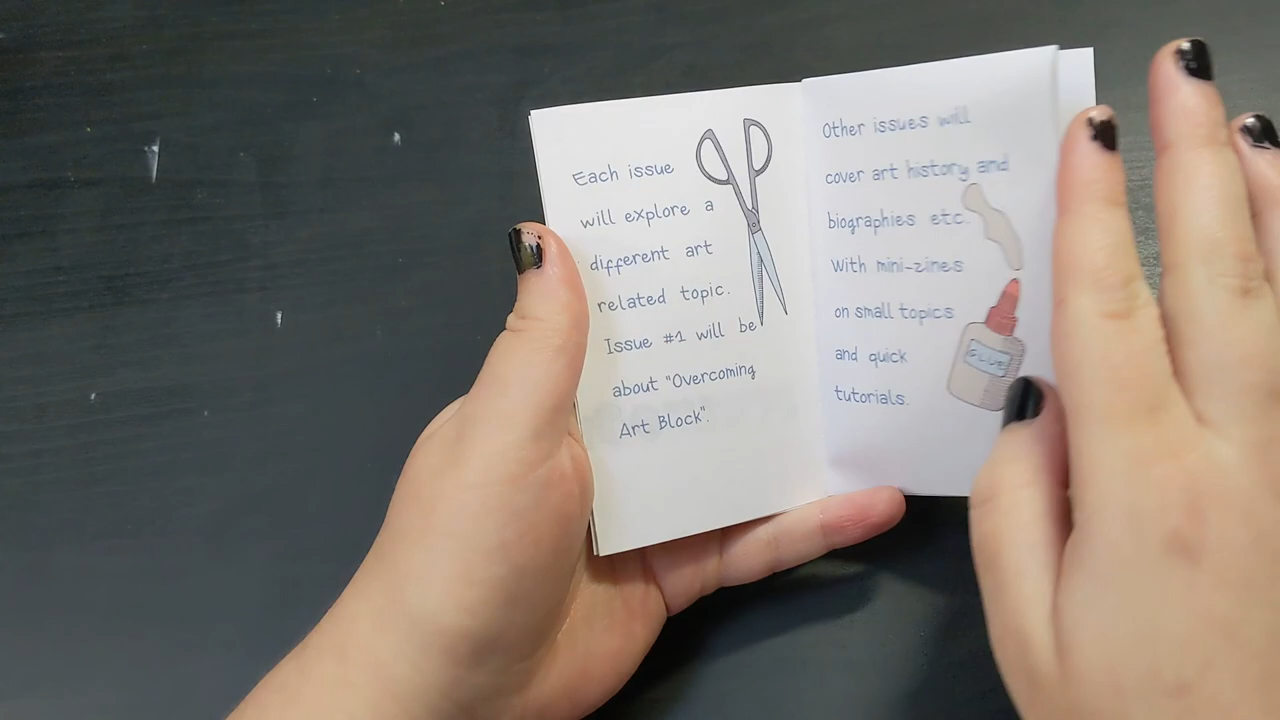 Each issue
will explore a
different art
related topic.
Issue #1 will be
about "Overcoming
Art Block".
Other issues will
cover art history and
biographies etc.
With mini-zines
on small topics
and quick
tutorials.
GLUE